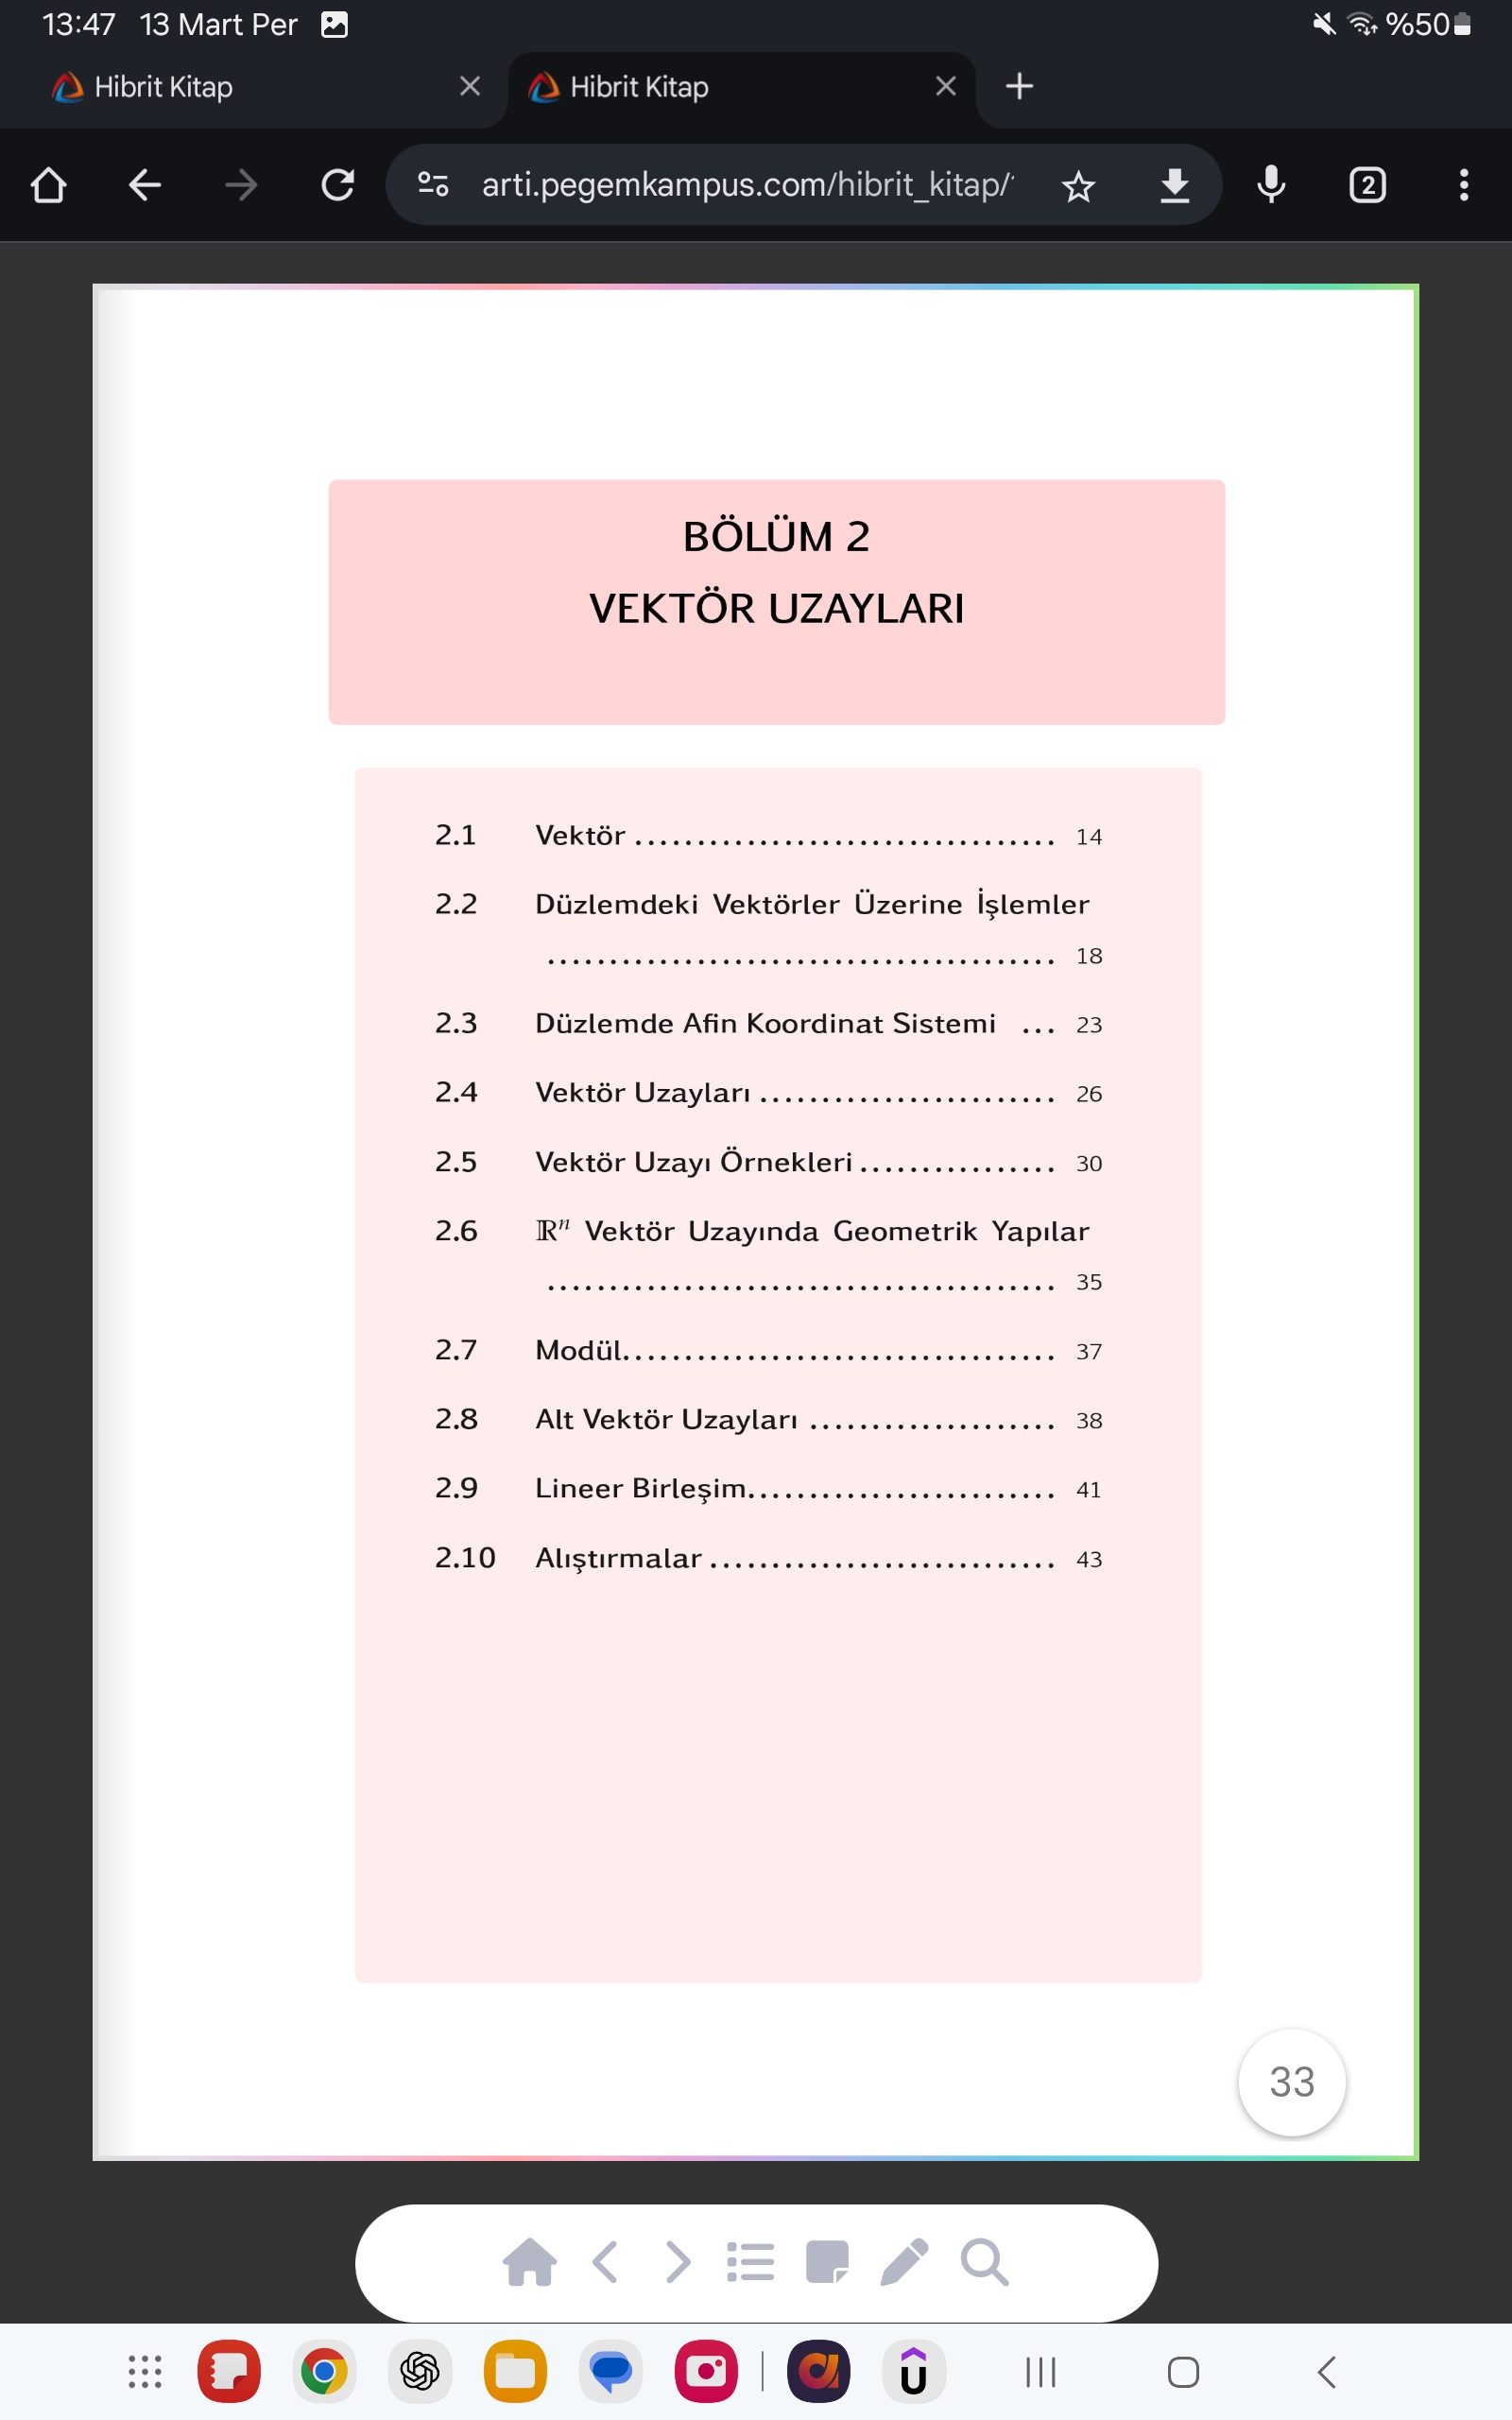 13:47 13 Mart Per %50
Hibrit Kitap Hibrit Kitap
arti.pegemkampus.com/hibrit_kitap/ 2
BÖLÜM 2
VEKTÖR UZAYLARI
2.1 Vektör .................................. 14
2.2 Düzlemdeki Vektörler Üzerine İşlemler
......................................... 18
2.3 Düzlemde Afin Koordinat Sistemi ... 23
2.4 Vektör Uzayları ........................ 26
2.5 Vektör Uzayı Örnekleri ................ 30
2.6 ℝⁿ Vektör Uzayında Geometrik Yapılar
......................................... 35
2.7 Modül................................... 37
2.8 Alt Vektör Uzayları .................... 38
2.9 Lineer Birleşim......................... 41
2.10 Alıştırmalar ............................ 43
33